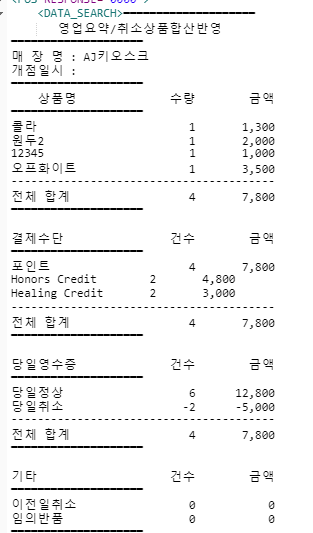 <POS RESPONSE="0000">
<DATA_SEARCH>
영업요약/취소상품합산반영
매 장 명 : AJ키오스크
개점일시 :
상품명 수량 금액
콜라 1 1,300
원두2 1 2,000
12345 1 1,000
오프화이트 1 3,500
전체 합계 4 7,800
결제수단 건수 금액
포인트 4 7,800
Honors Credit 2 4,800
Healing Credit 2 3,000
전체 합계 4 7,800
당일영수증 건수 금액
당일정상 6 12,800
당일취소 -2 -5,000
전체 합계 4 7,800
기타 건수 금액
이전일취소 0 0
임의반품 0 0